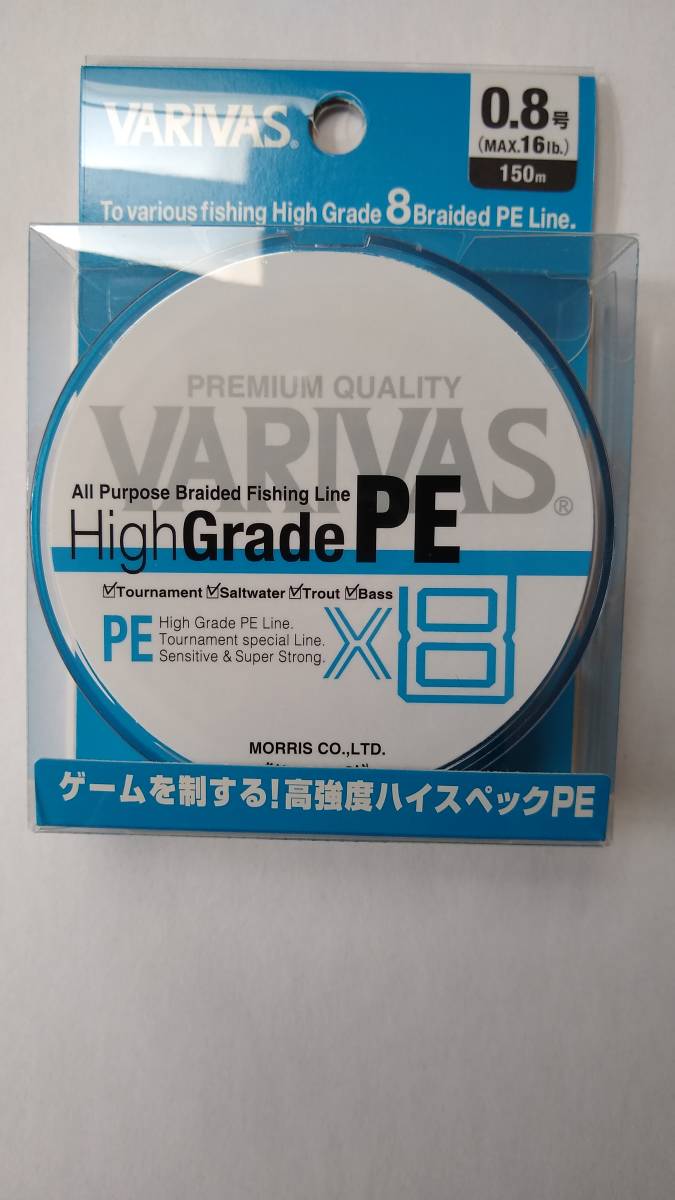 VARIVAS®
0.8号
(MAX.16lb.)
150m
To various fishing High Grade 8 Braided PE Line.
PREMIUM QUALITY
VARIVAS®
All Purpose Braided Fishing Line
HighGradePE
☑Tournament ☑Saltwater ☑Trout ☑Bass
PE
High Grade PE Line.
Tournament special Line.
Sensitive & Super Strong.
X8
MORRIS CO.,LTD.
ゲームを制する!高強度ハイスペックPE